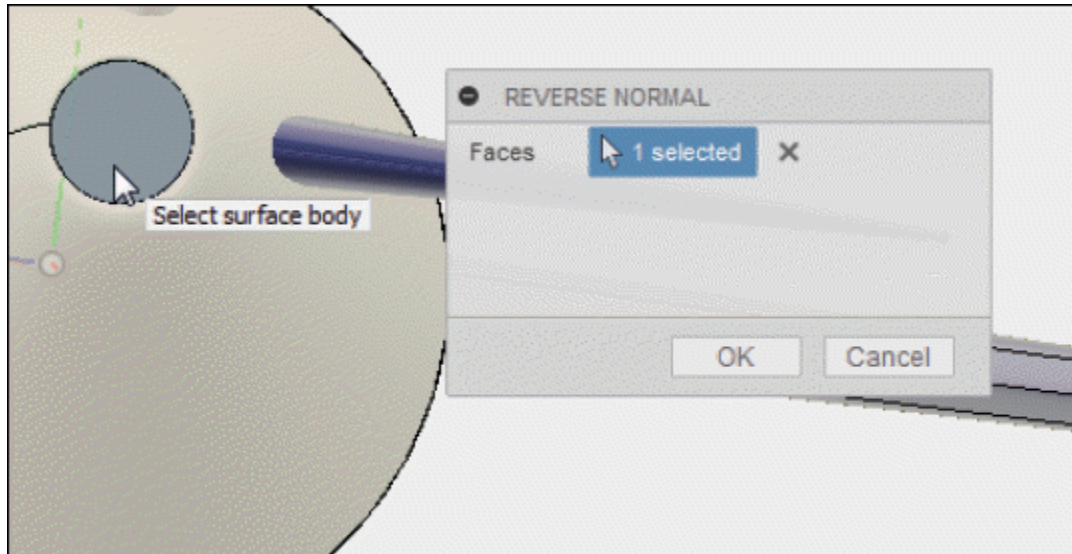 REVERSE NORMAL
Faces
1 selected
Select surface body
OK
Cancel